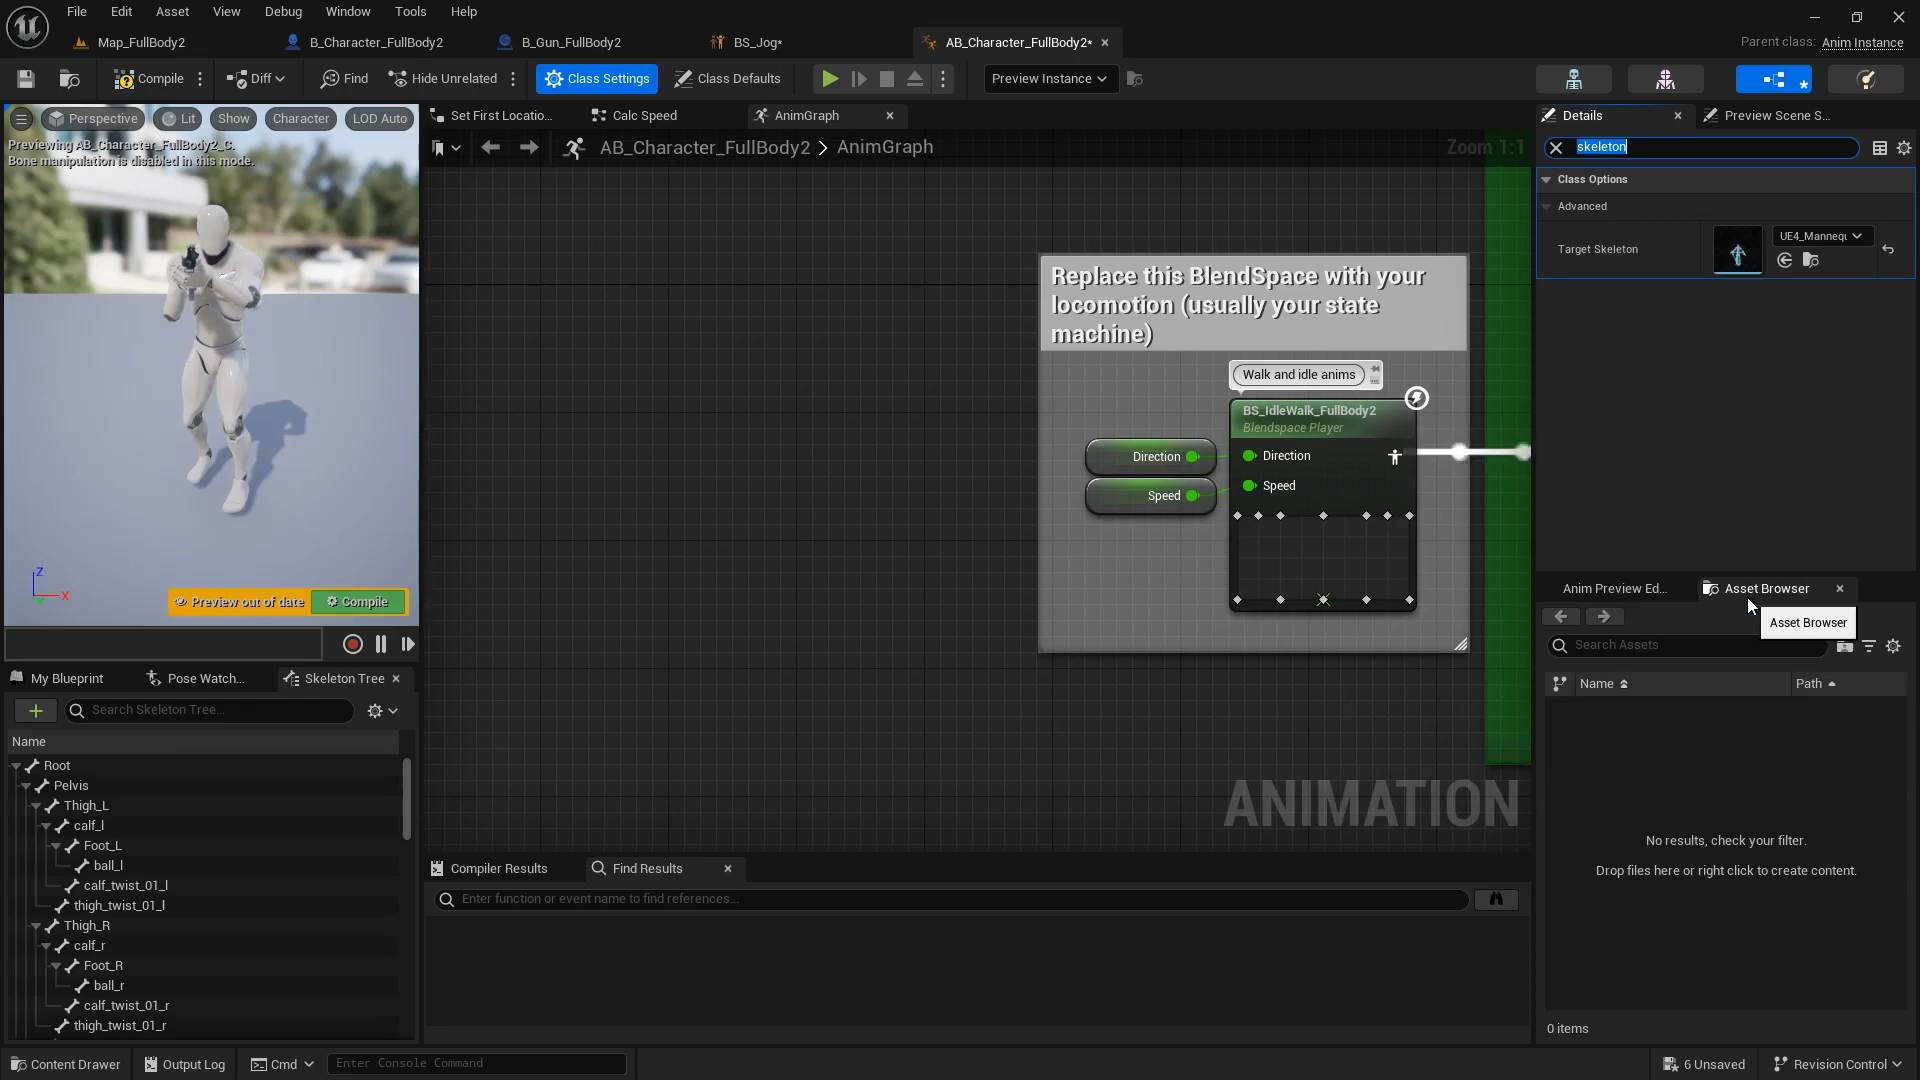 File Edit Asset View Debug Window Tools Help
Map_FullBody2
B_Character_FullBody2
B_Gun_FullBody2
BS_Jog*
AB_Character_FullBody2*
Parent class: Anim Instance
Compile
Diff
Find
Hide Unrelated
Class Settings
Class Defaults
Preview Instance
Perspective
Lit
Show
Character
LOD Auto
Previewing AB_Character_FullBody2_C.
Bone manipulation is disabled in this mode.
Z
X
Y
Preview out of date
Compile
My Blueprint
Pose Watch...
Skeleton Tree
Search Skeleton Tree...
Name
Root
Pelvis
Thigh_L
calf_l
Foot_L
ball_l
calf_twist_01_l
thigh_twist_01_l
Thigh_R
calf_r
Foot_R
ball_r
calf_twist_01_r
thigh_twist_01_r
Set First Locatio...
Calc Speed
AnimGraph
AB_Character_FullBody2 > AnimGraph
Zoom 1:1
Replace this BlendSpace with your
locomotion (usually your state
machine)
Walk and idle anims
BS_IdleWalk_FullBody2
Blendspace Player
Direction
Speed
Direction
Speed
ANIMATION
Compiler Results
Find Results
Enter function or event name to find references...
Details
Preview Scene S...
skeleton
Class Options
Advanced
Target Skeleton
UE4_Mannequ
Anim Preview Ed...
Asset Browser
Asset Browser
Search Assets
Name
Path
No results, check your filter.
Drop files here or right click to create content.
0 items
Content Drawer
Output Log
Cmd
Enter Console Command
6 Unsaved
Revision Control